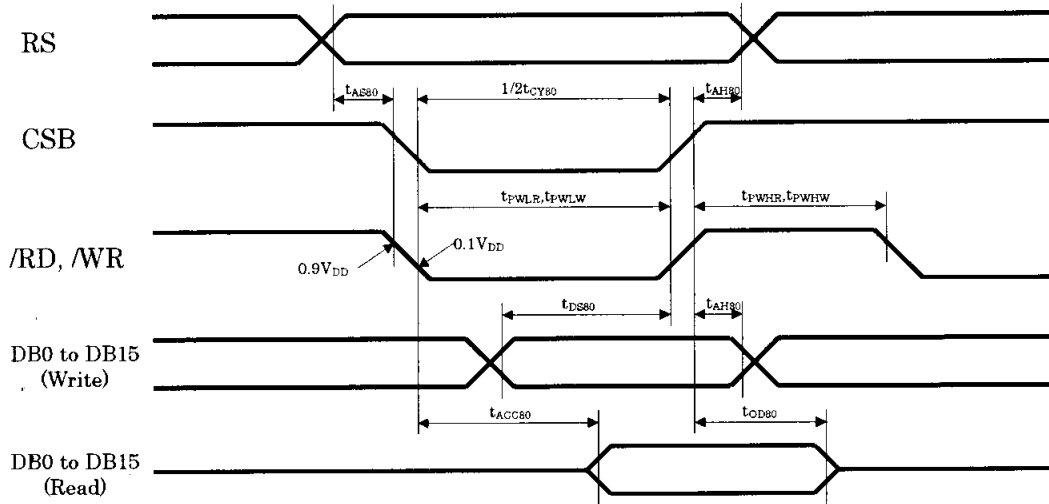 RS
tAS80
1/2tCY80
tAH80
CSB
tPWLR,tPWLW
tPWHR,tPWHW
/RD, /WR
0.9VDD
0.1VDD
tDS80
tAH80
DB0 to DB15
(Write)
tACC80
tOD80
DB0 to DB15
(Read)